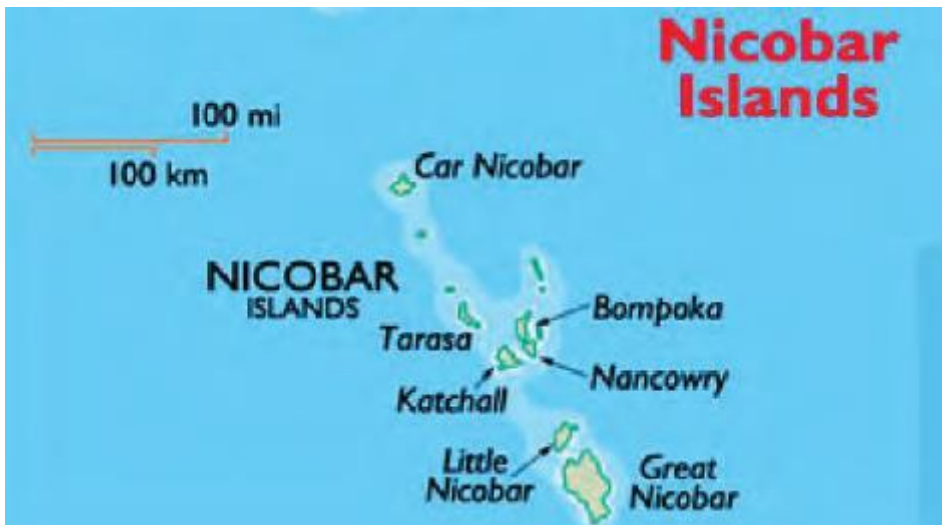 Nicobar
Islands
100 mi
100 km
Car Nicobar
NICOBAR
ISLANDS
Bompoka
Tarasa
Nancowry
Katchall
Little
Nicobar
Great
Nicobar